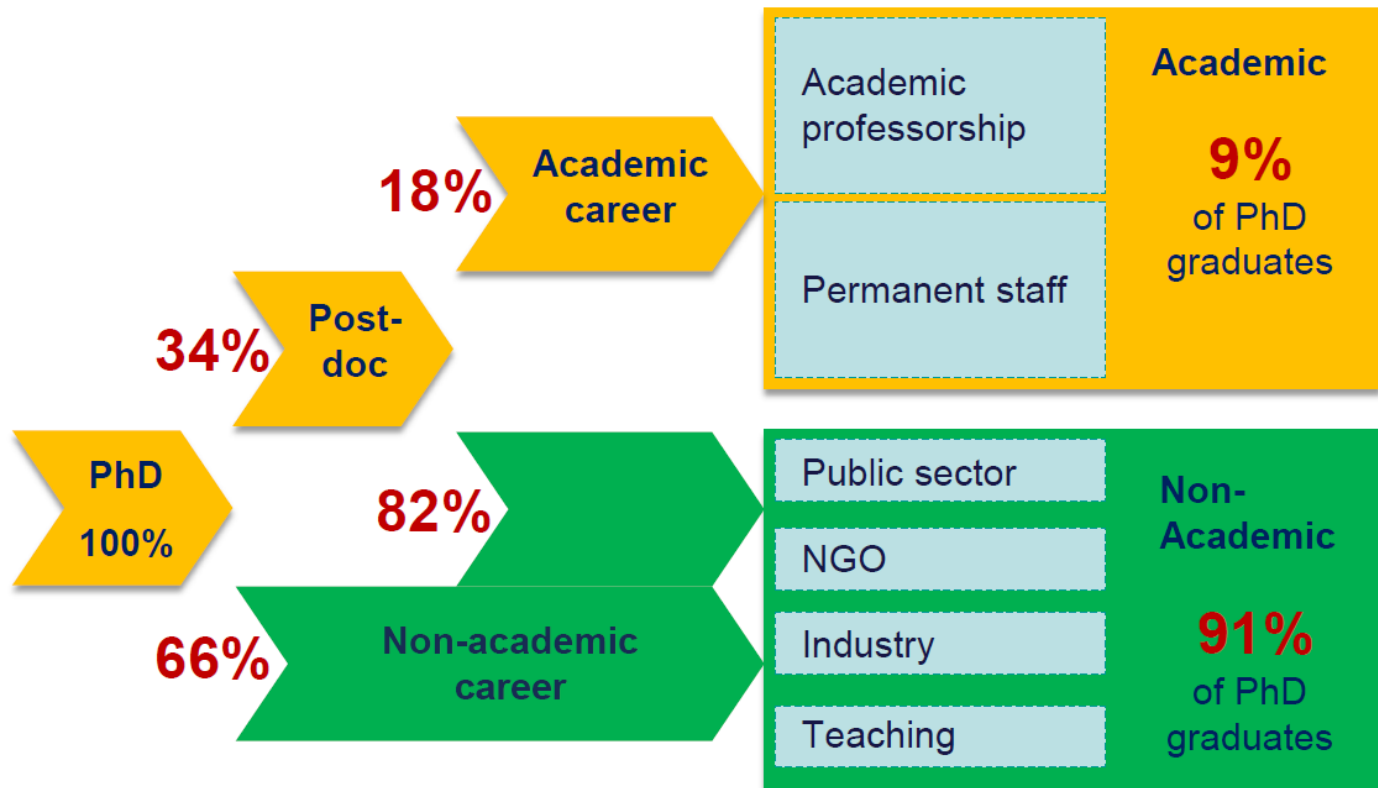 PhD
100%
34%
Post-
doc
18%
Academic
career
66%
Non-academic
career
82%
Academic
professorship
Permanent staff
Academic
9%
of PhD
graduates
Public sector
NGO
Industry
Teaching
Non-
Academic
91%
of PhD
graduates